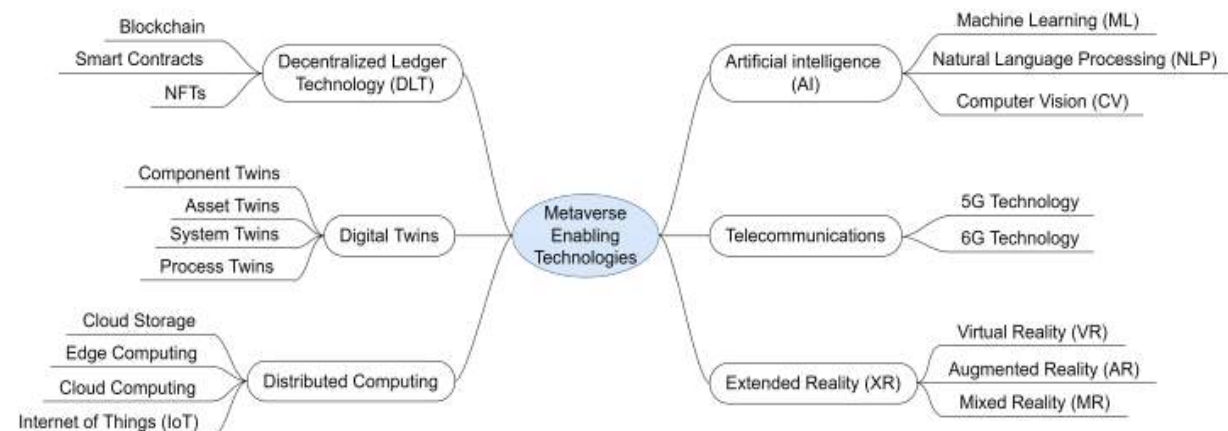 Blockchain
Smart Contracts
NFTs
Decentralized Ledger
Technology (DLT)
Component Twins
Asset Twins
System Twins
Process Twins
Digital Twins
Cloud Storage
Edge Computing
Cloud Computing
Internet of Things (IoT)
Distributed Computing
Metaverse
Enabling
Technologies
Artificial intelligence
(AI)
Machine Learning (ML)
Natural Language Processing (NLP)
Computer Vision (CV)
Telecommunications
5G Technology
6G Technology
Extended Reality (XR)
Virtual Reality (VR)
Augmented Reality (AR)
Mixed Reality (MR)